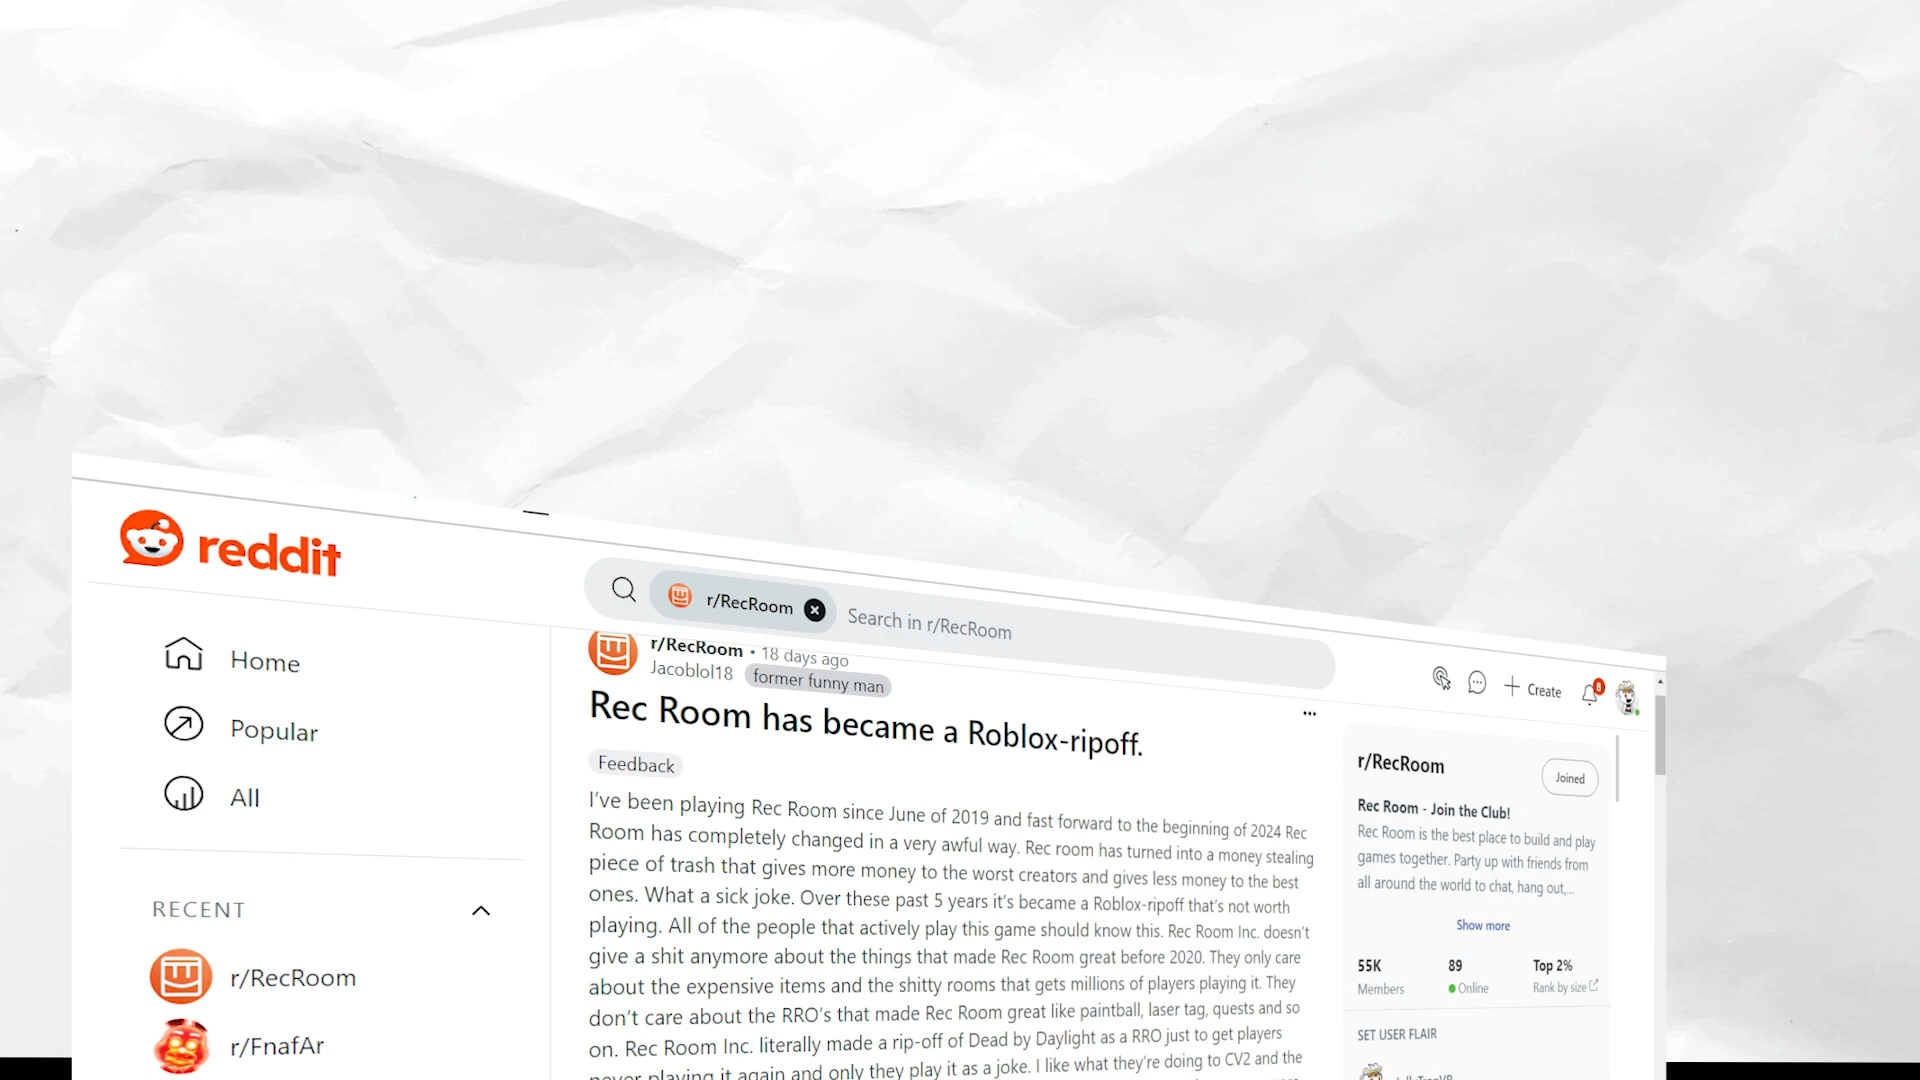 reddit
r/RecRoom
Search in r/RecRoom
Create
8
Home
Popular
All
RECENT
r/RecRoom
r/FnafAr
r/RecRoom • 18 days ago
Jacoblol18 former funny man
Rec Room has became a Roblox-ripoff.
Feedback
I've been playing Rec Room since June of 2019 and fast forward to the beginning of 2024 Rec
Room has completely changed in a very awful way. Rec room has turned into a money stealing
piece of trash that gives more money to the worst creators and gives less money to the best
ones. What a sick joke. Over these past 5 years it's became a Roblox-ripoff that's not worth
playing. All of the people that actively play this game should know this. Rec Room Inc. doesn't
give a shit anymore about the things that made Rec Room great before 2020. They only care
about the expensive items and the shitty rooms that gets millions of players playing it. They
don't care about the RRO's that made Rec Room great like paintball, laser tag, quests and so
on. Rec Room Inc. literally made a rip-off of Dead by Daylight as a RRO just to get players
never playing it again and only they play it as a joke. I like what they're doing to CV2 and the
r/RecRoom
Joined
Rec Room - Join the Club!
Rec Room is the best place to build and play
games together. Party up with friends from
all around the world to chat, hang out,...
Show more
55K 89 Top 2%
Members Online Rank by size
SET USER FLAIR